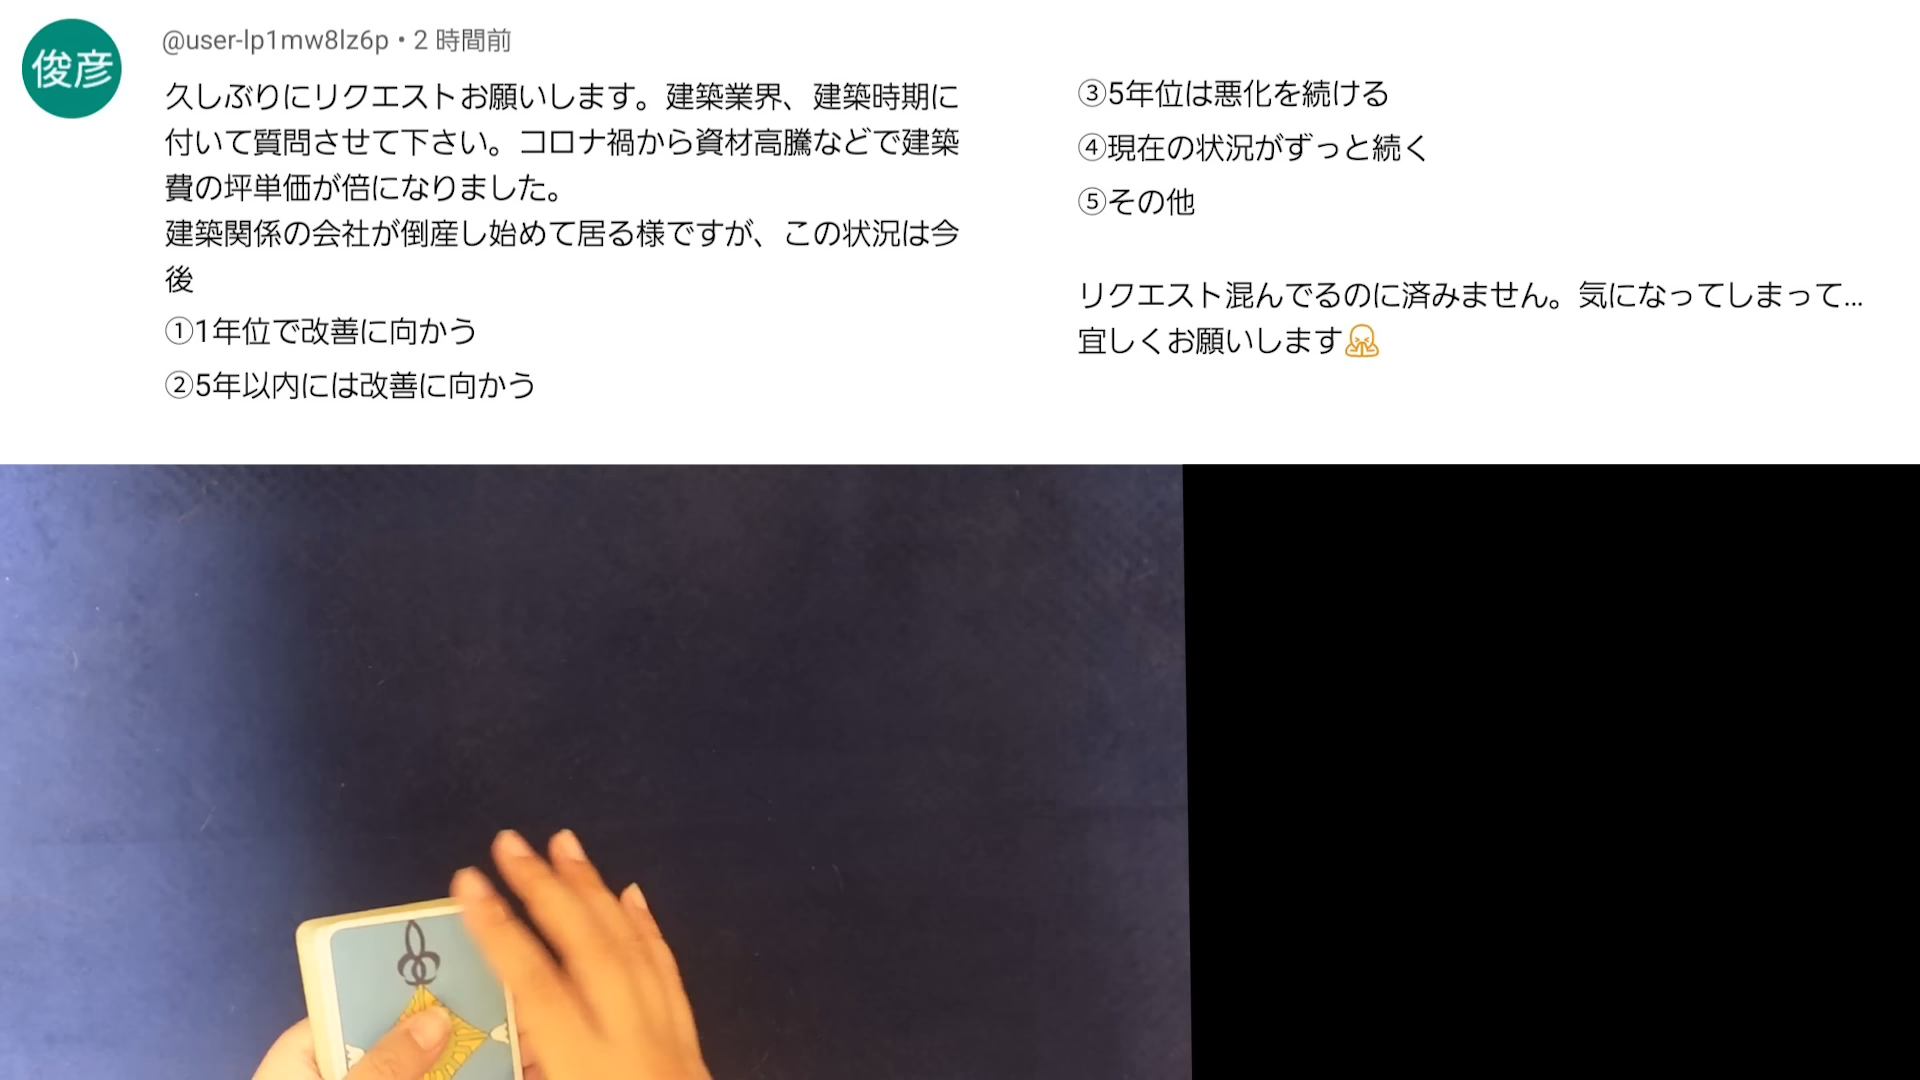 俊彦
@user-lp1mw8lz6p • 2 時間前
久しぶりにリクエストお願いします。建築業界、建築時期に
付いて質問させて下さい。コロナ禍から資材高騰などで建築
費の坪単価が倍になりました。
建築関係の会社が倒産し始めて居る様ですが、この状況は今
後
①1年位で改善に向かう
②5年以内には改善に向かう
③5年位は悪化を続ける
④現在の状況がずっと続く
⑤その他
リクエスト混んでるのに済みません。気になってしまって...
宜しくお願いします